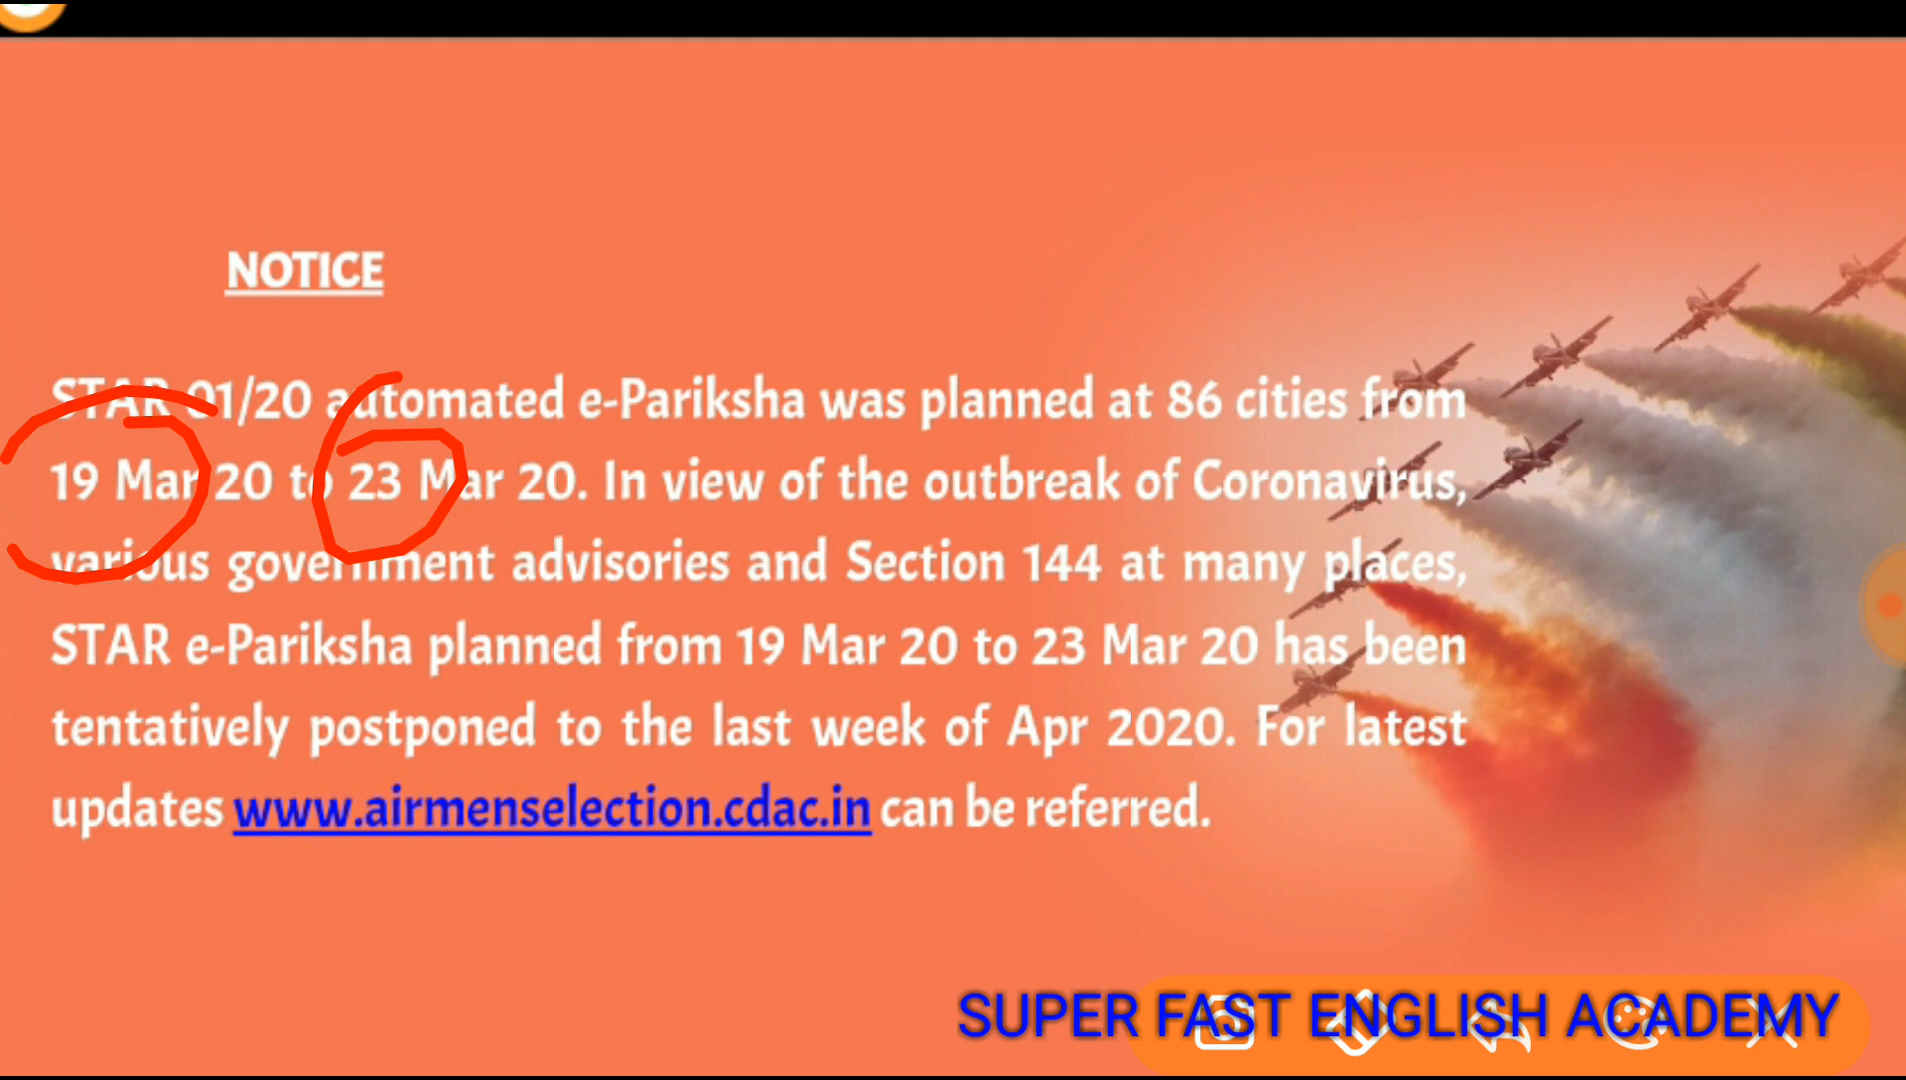 NOTICE
STAR 01/20 automated e-Pariksha was planned at 86 cities from
19 Mar 20 to 23 Mar 20. In view of the outbreak of Coronavirus,
various government advisories and Section 144 at many places,
STAR e-Pariksha planned from 19 Mar 20 to 23 Mar 20 has been
tentatively postponed to the last week of Apr 2020. For latest
updates www.airmenselection.cdac.in can be referred.
SUPER FAST ENGLISH ACADEMY